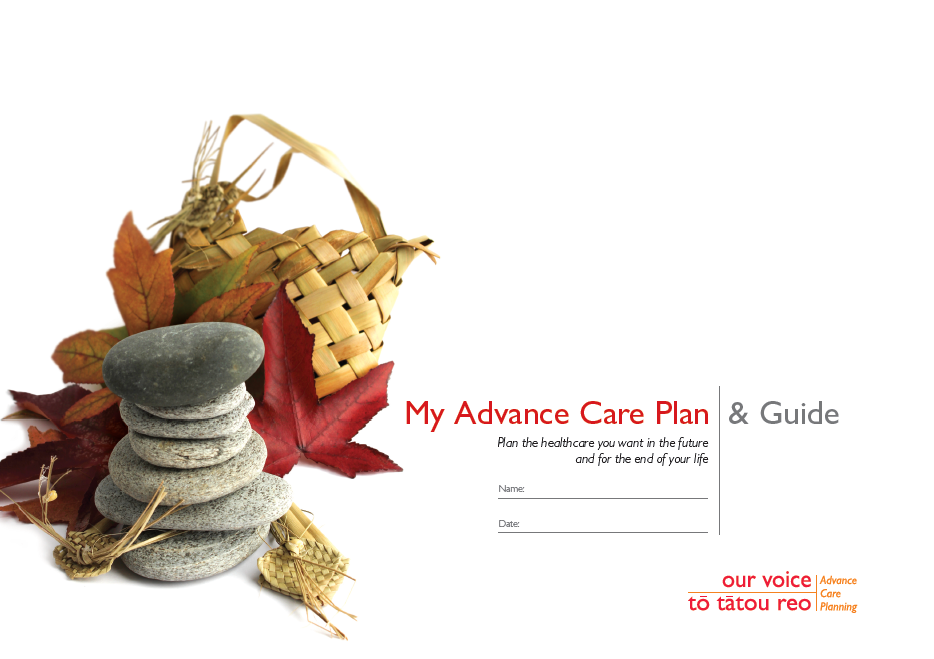 My Advance Care Plan & Guide
Plan the healthcare you want in the future
and for the end of your life
Name:
Date:
our voice
tō tātou reo
Advance
Care
Planning